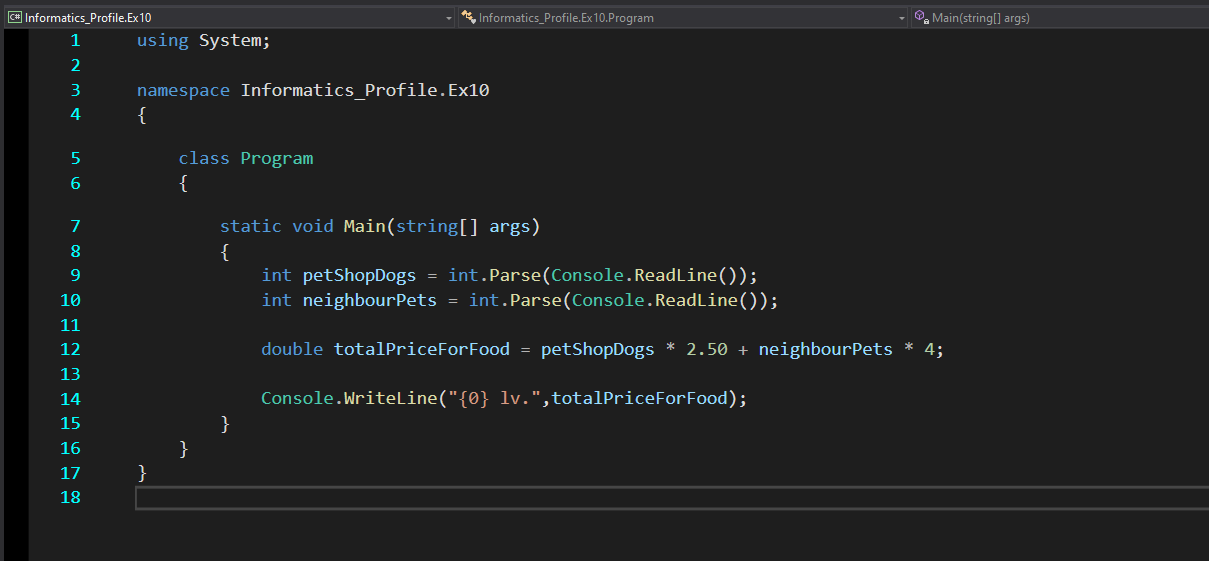 C# Informatics_Profile.Ex10 Informatics_Profile.Ex10.Program Main(string[] args)
1 using System;
2
3 namespace Informatics_Profile.Ex10
4 {
5 class Program
6 {
7 static void Main(string[] args)
8 {
9 int petShopDogs = int.Parse(Console.ReadLine());
10 int neighbourPets = int.Parse(Console.ReadLine());
11
12 double totalPriceForFood = petShopDogs * 2.50 + neighbourPets * 4;
13
14 Console.WriteLine("{0} lv.",totalPriceForFood);
15 }
16 }
17 }
18